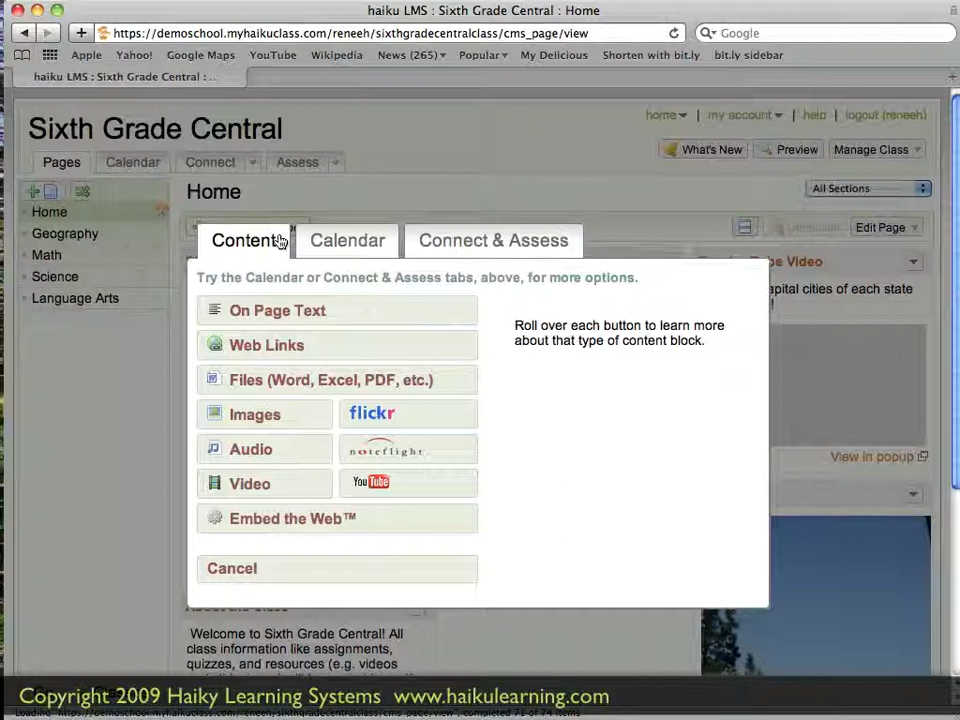 haiku LMS : Sixth Grade Central : Home
https://demoschool.myhaikuclass.com/reneeh/sixthgradecentralclass/cms_page/view
Google
Apple Yahoo! Google Maps YouTube Wikipedia News (265) Popular My Delicious Shorten with bit.ly bit.ly sidebar
haiku LMS : Sixth Grade Central : ...
home | my account | help | logout (reneeh)
Sixth Grade Central
What's New Preview Manage Class
Pages Calendar Connect Assess
Home
All Sections
Home
Geography
Math
Science
Language Arts
Edit Page
Content Calendar Connect & Assess
Tube Video
Try the Calendar or Connect & Assess tabs, above, for more options.
apital cities of each state
On Page Text
Roll over each button to learn more
about that type of content block.
Web Links
Files (Word, Excel, PDF, etc.)
Images flickr
Audio noteflight
View in popup
Video YouTube
Embed the Web™
Cancel
About the Class
Welcome to Sixth Grade Central! All
class information like assignments,
quizzes, and resources (e.g. videos
Copyright 2009 Haiky Learning Systems www.haikulearning.com